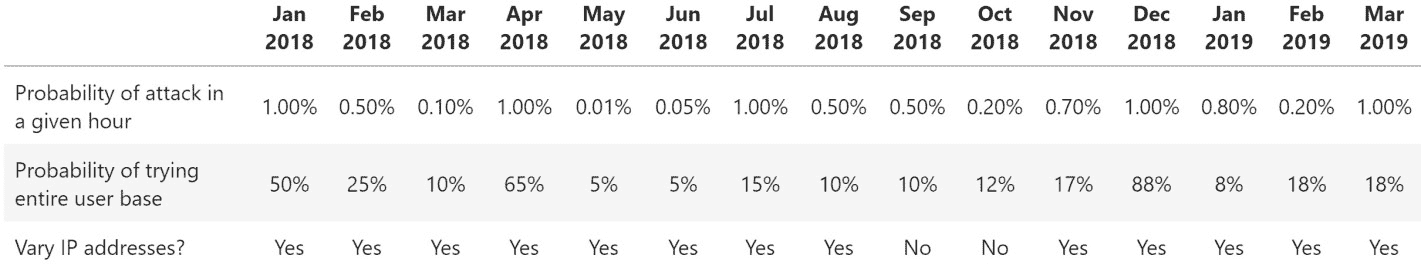 Jan 2018 Feb 2018 Mar 2018 Apr 2018 May 2018 Jun 2018 Jul 2018 Aug 2018 Sep 2018 Oct 2018 Nov 2018 Dec 2018 Jan 2019 Feb 2019 Mar 2019
Probability of attack in a given hour 1.00% 0.50% 0.10% 1.00% 0.01% 0.05% 1.00% 0.50% 0.50% 0.20% 0.70% 1.00% 0.80% 0.20% 1.00%
Probability of trying entire user base 50% 25% 10% 65% 5% 5% 15% 10% 10% 12% 17% 88% 8% 18% 18%
Vary IP addresses? Yes Yes Yes Yes Yes Yes Yes Yes No No Yes Yes Yes Yes Yes